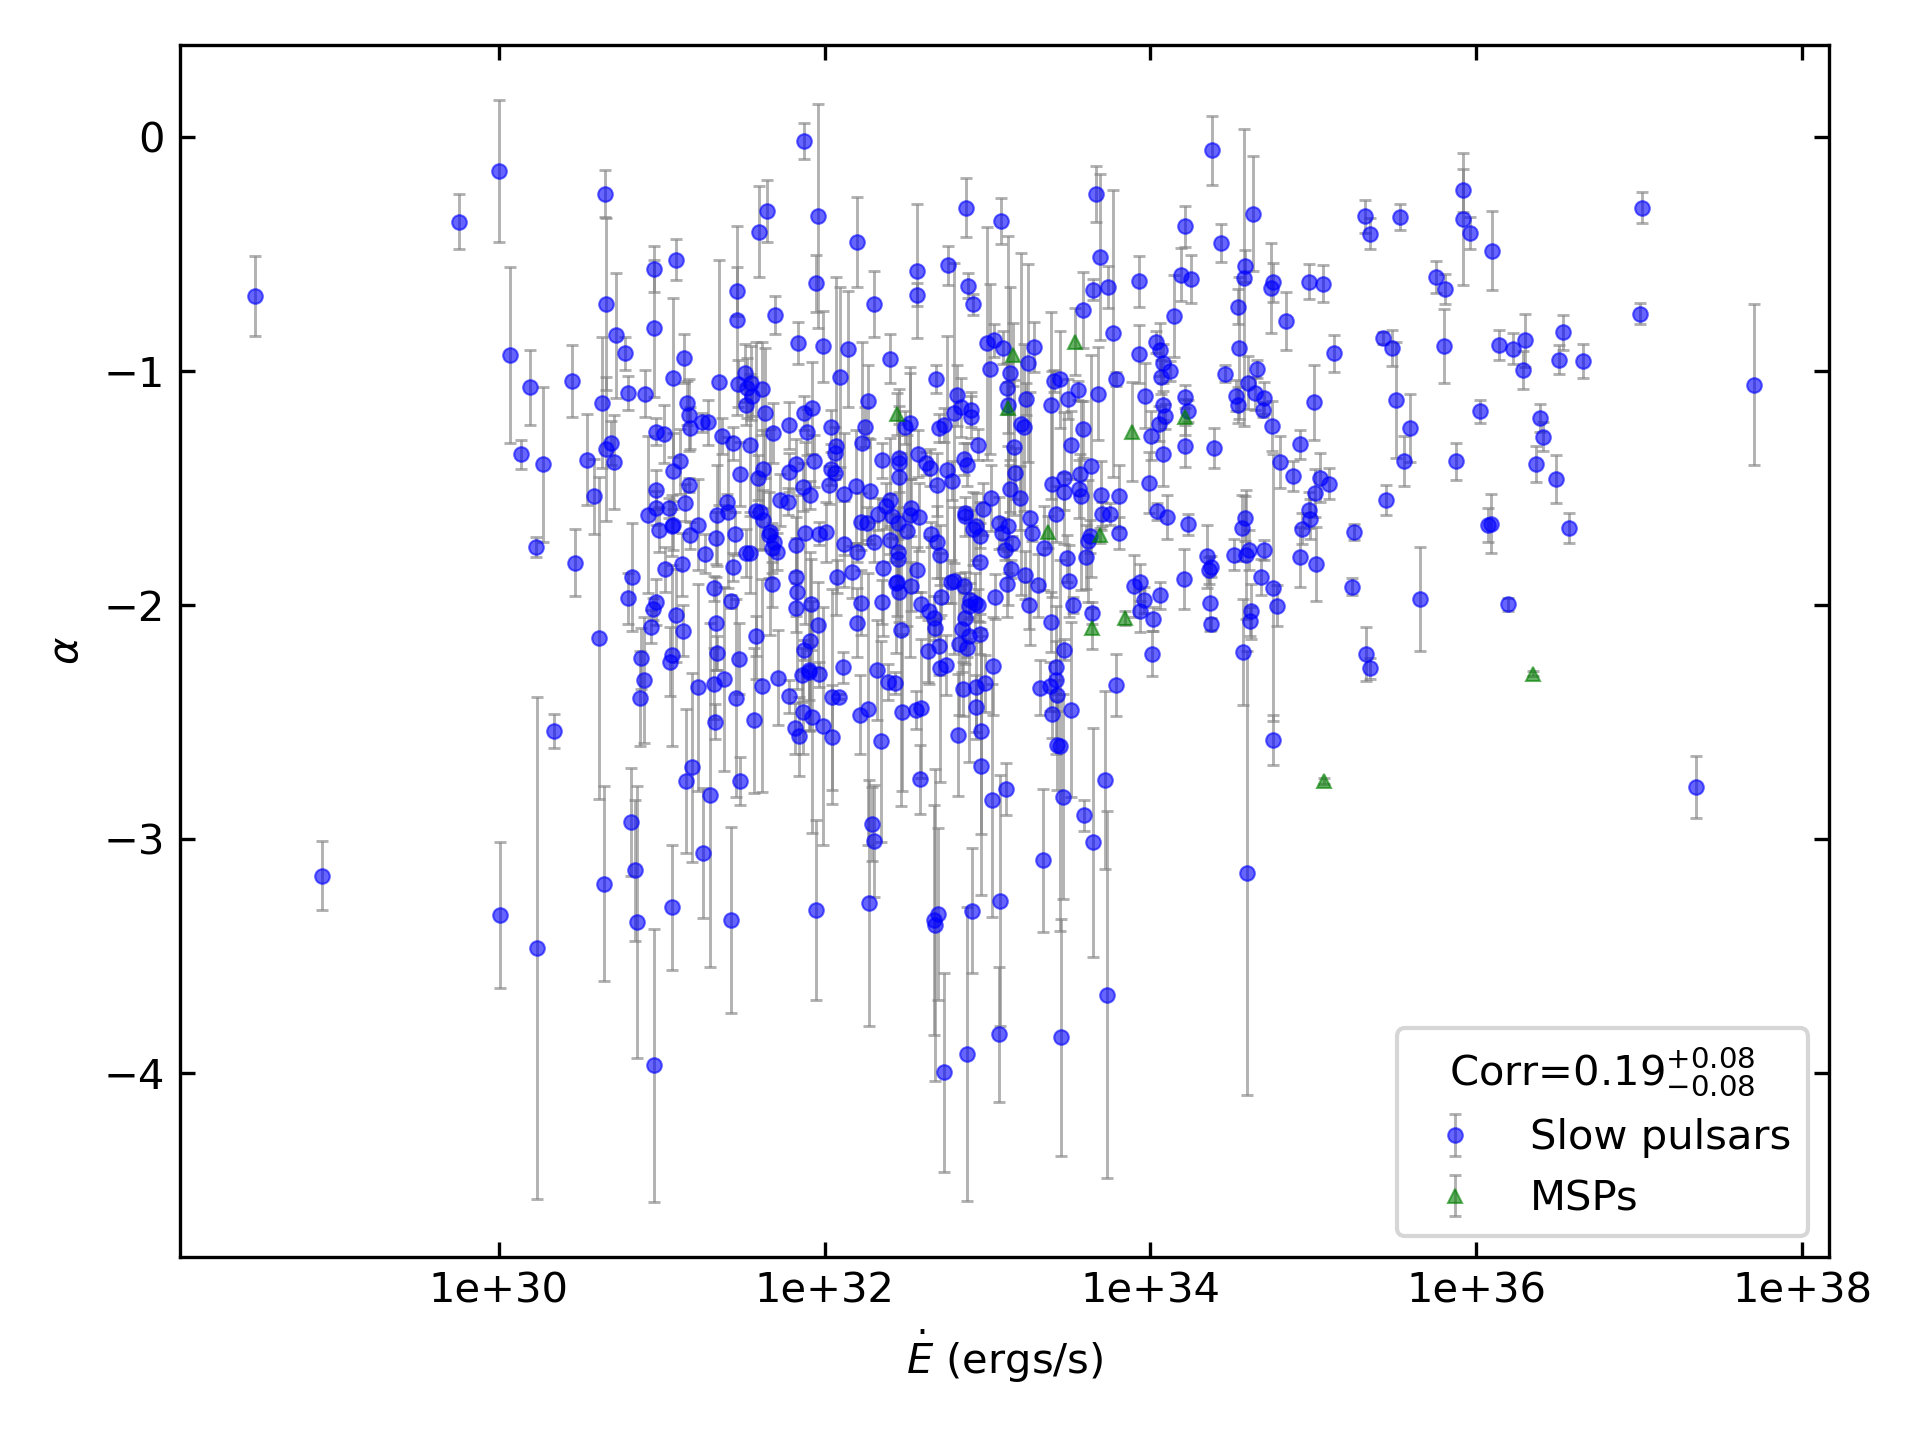 0
−1
−2
−3
−4
α
1e+30 1e+32 1e+34 1e+36 1e+38
Ė (ergs/s)
Corr=0.19+0.08 −0.08
Slow pulsars
MSPs